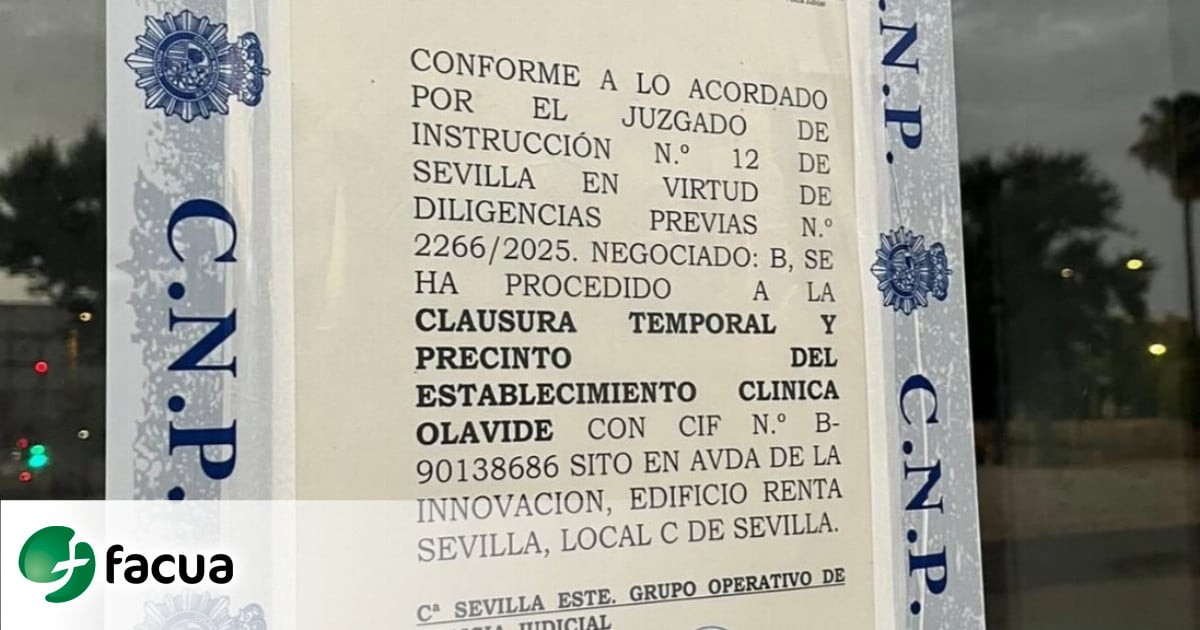 CONFORME A LO ACORDADO
POR EL JUZGADO DE
INSTRUCCIÓN N.º 12 DE
SEVILLA EN VIRTUD DE
DILIGENCIAS PREVIAS N.º
2266/2025. NEGOCIADO: B, SE
HA PROCEDIDO A LA
CLAUSURA TEMPORAL Y
PRECINTO DEL
ESTABLECIMIENTO CLINICA
OLAVIDE CON CIF N.º B-
90138686 SITO EN AVDA DE LA
INNOVACION, EDIFICIO RENTA
SEVILLA, LOCAL C DE SEVILLA.
Cª SEVILLA ESTE. GRUPO OPERATIVO DE
JUDICIAL
C.N.P.
C.N.P.
C.N.P.
facua